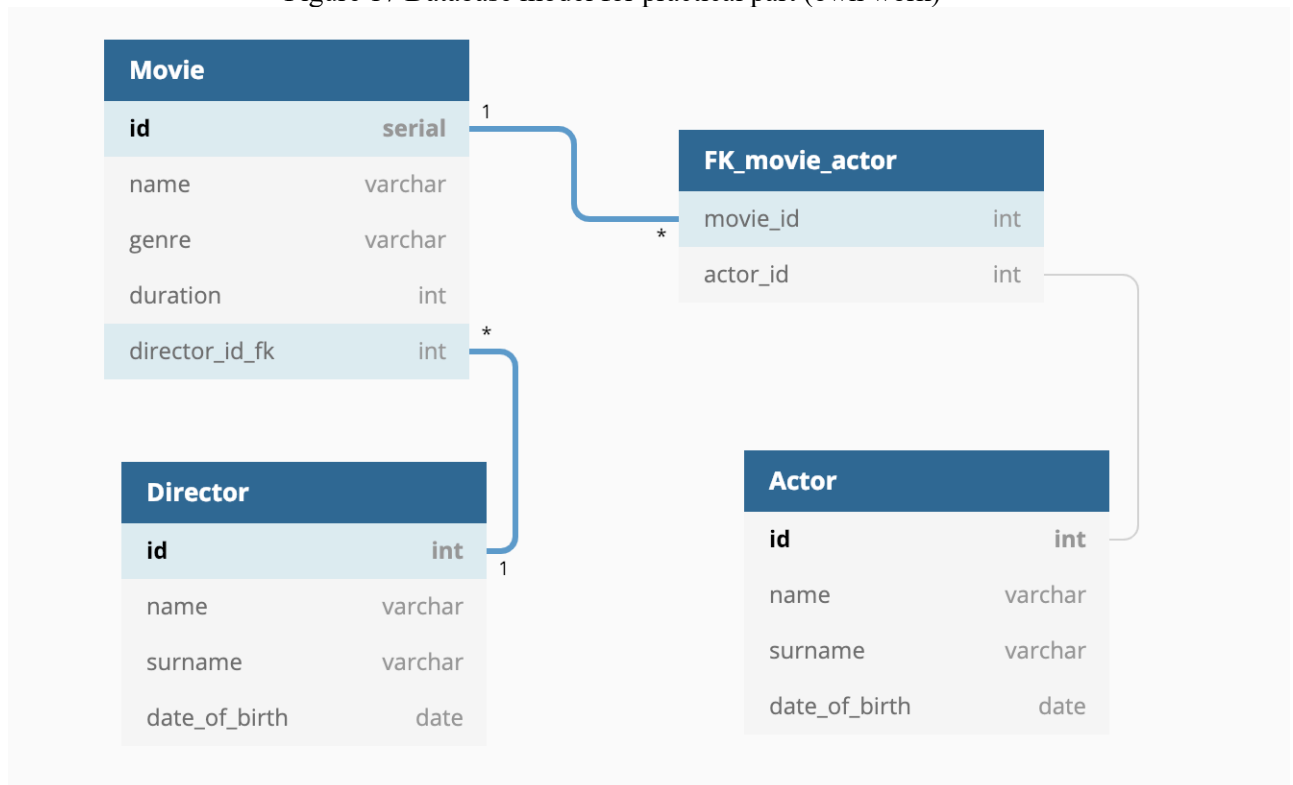 Movie
id serial
name varchar
genre varchar
duration int
director_id_fk int
1
*
FK_movie_actor
movie_id int
actor_id int
*
1
Director
id int
name varchar
surname varchar
date_of_birth date
Actor
id int
name varchar
surname varchar
date_of_birth date